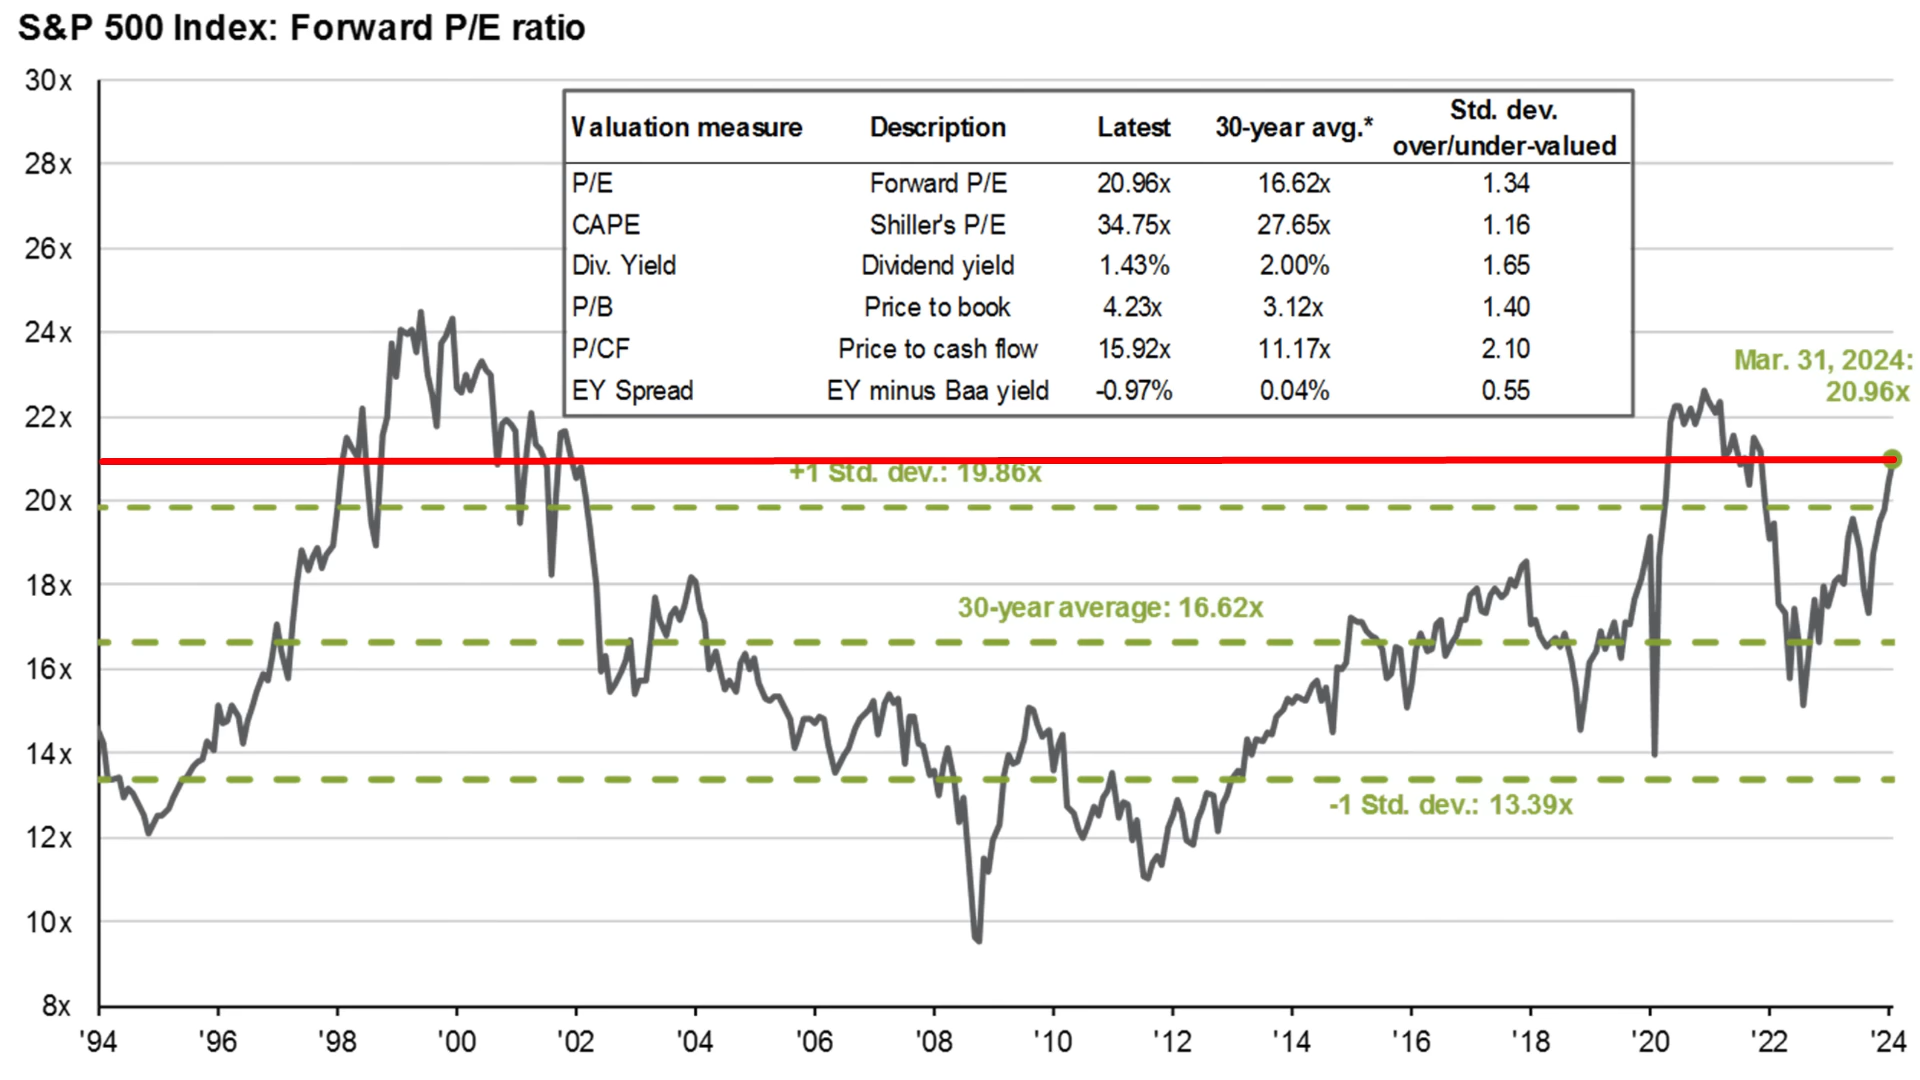 S&P 500 Index: Forward P/E ratio
30x
28x
26x
24x
22x
20x
18x
16x
14x
12x
10x
8x
Valuation measure Description Latest 30-year avg.* Std. dev. over/under-valued
P/E Forward P/E 20.96x 16.62x 1.34
CAPE Shiller's P/E 34.75x 27.65x 1.16
Div. Yield Dividend yield 1.43% 2.00% 1.65
P/B Price to book 4.23x 3.12x 1.40
P/CF Price to cash flow 15.92x 11.17x 2.10
EY Spread EY minus Baa yield -0.97% 0.04% 0.55
Mar. 31, 2024:
20.96x
+1 Std. dev.: 19.86x
30-year average: 16.62x
-1 Std. dev.: 13.39x
'94 '96 '98 '00 '02 '04 '06 '08 '10 '12 '14 '16 '18 '20 '22 '24